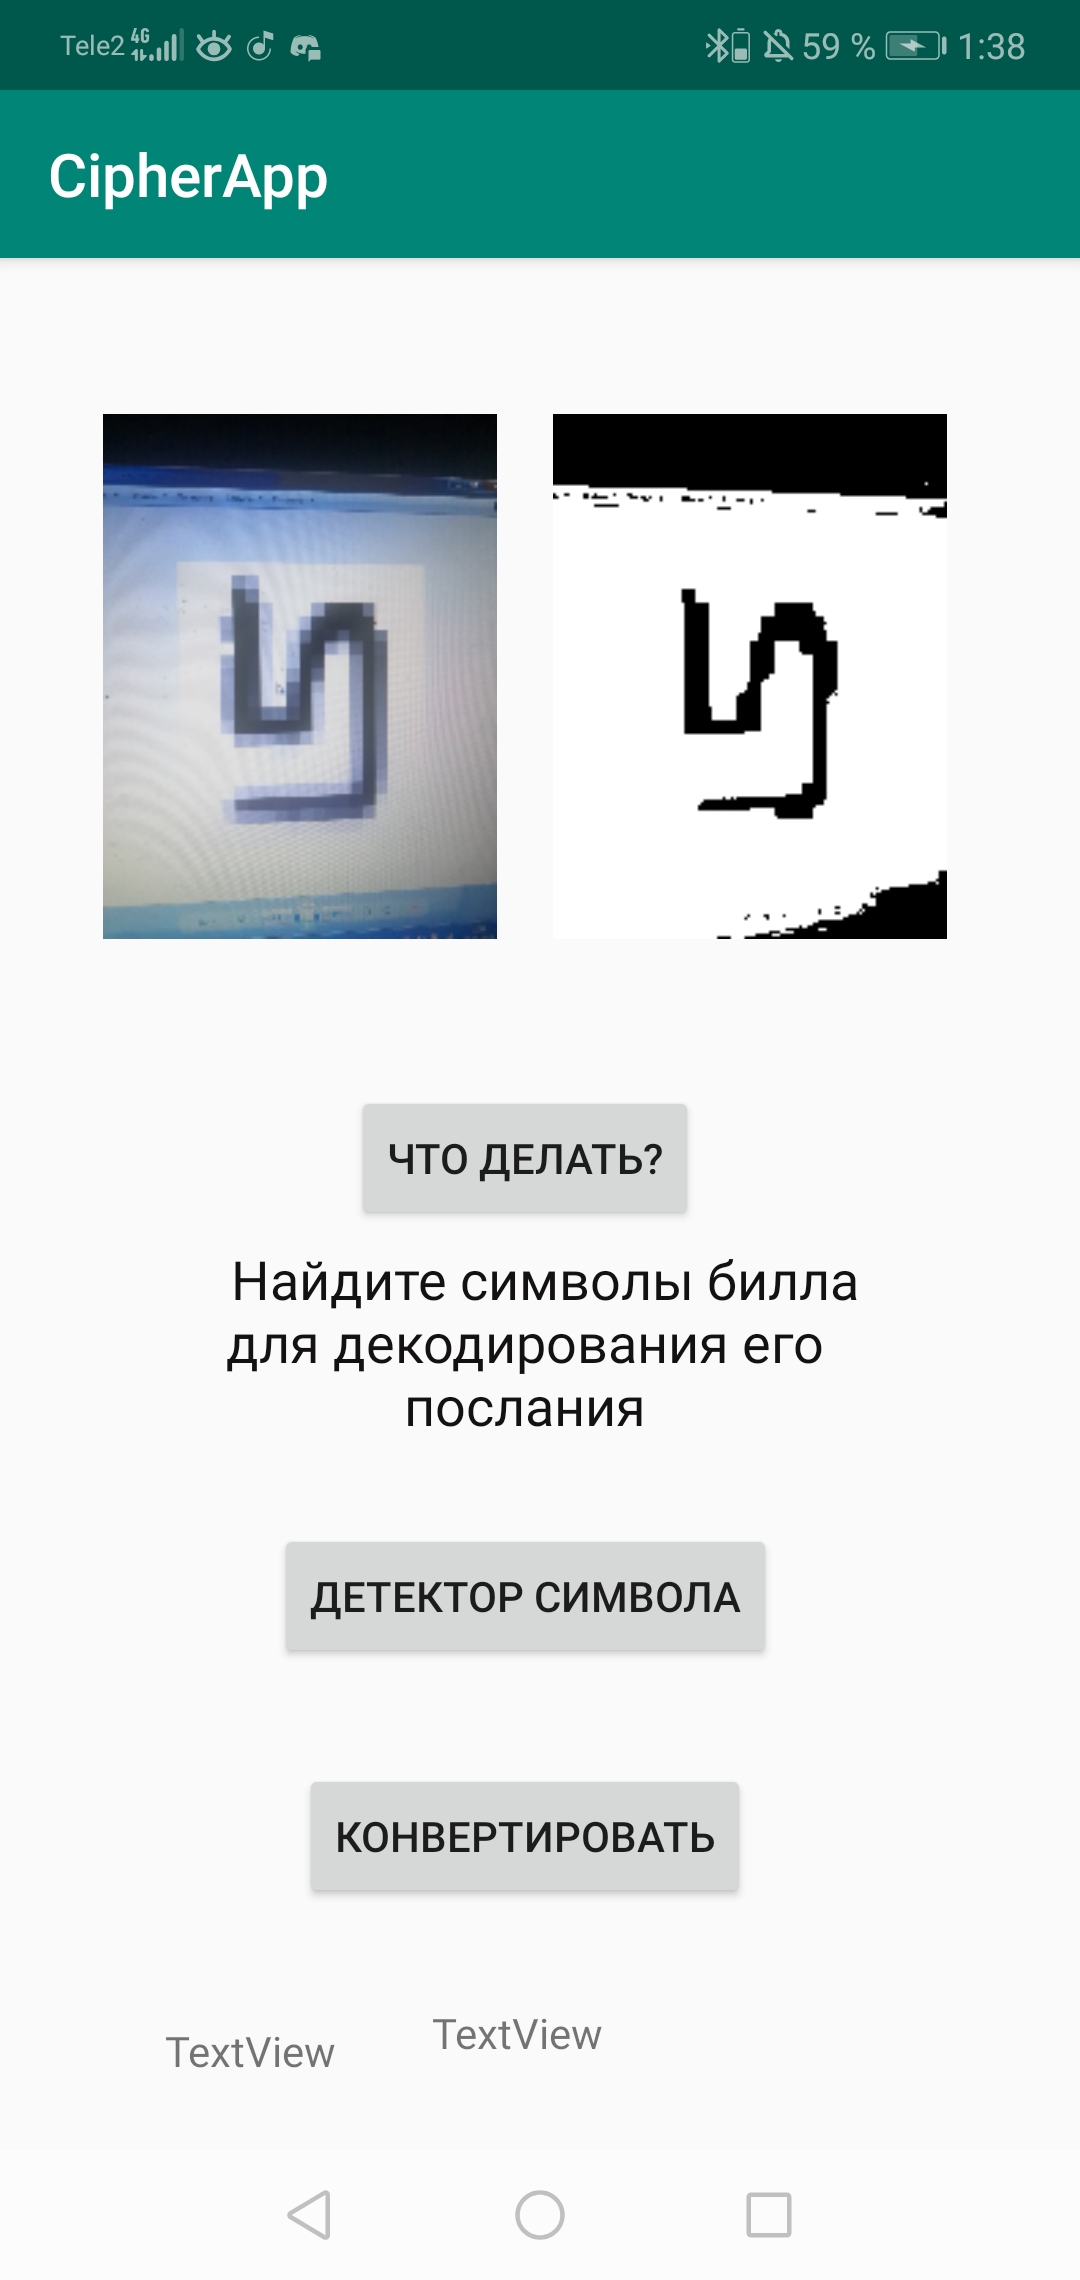 Tele2 4G 59 % 1:38
CipherApp
ЧТО ДЕЛАТЬ?
Найдите символы билла
для декодирования его
послания
ДЕТЕКТОР СИМВОЛА
КОНВЕРТИРОВАТЬ
TextView
TextView